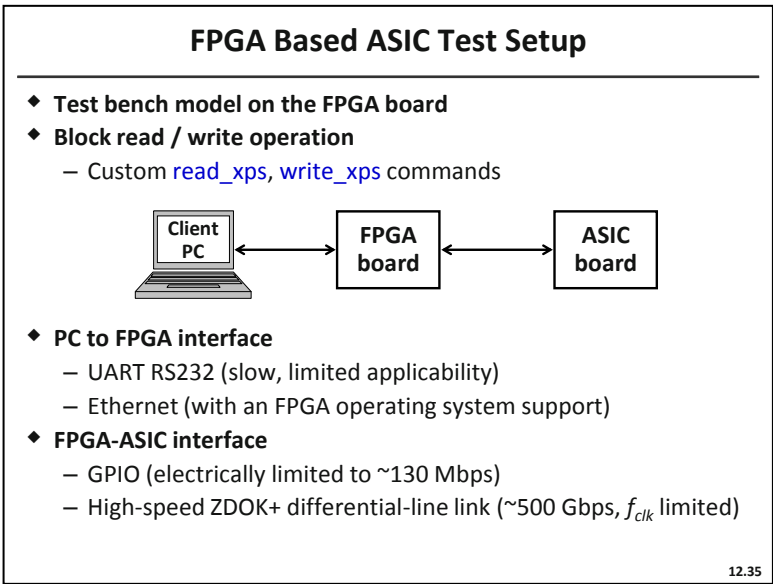 FPGA Based ASIC Test Setup
◆ Test bench model on the FPGA board
◆ Block read / write operation
– Custom read_xps, write_xps commands
Client
PC
FPGA
board
ASIC
board
◆ PC to FPGA interface
– UART RS232 (slow, limited applicability)
– Ethernet (with an FPGA operating system support)
◆ FPGA-ASIC interface
– GPIO (electrically limited to ~130 Mbps)
– High-speed ZDOK+ differential-line link (~500 Gbps, fclk limited)
12.35